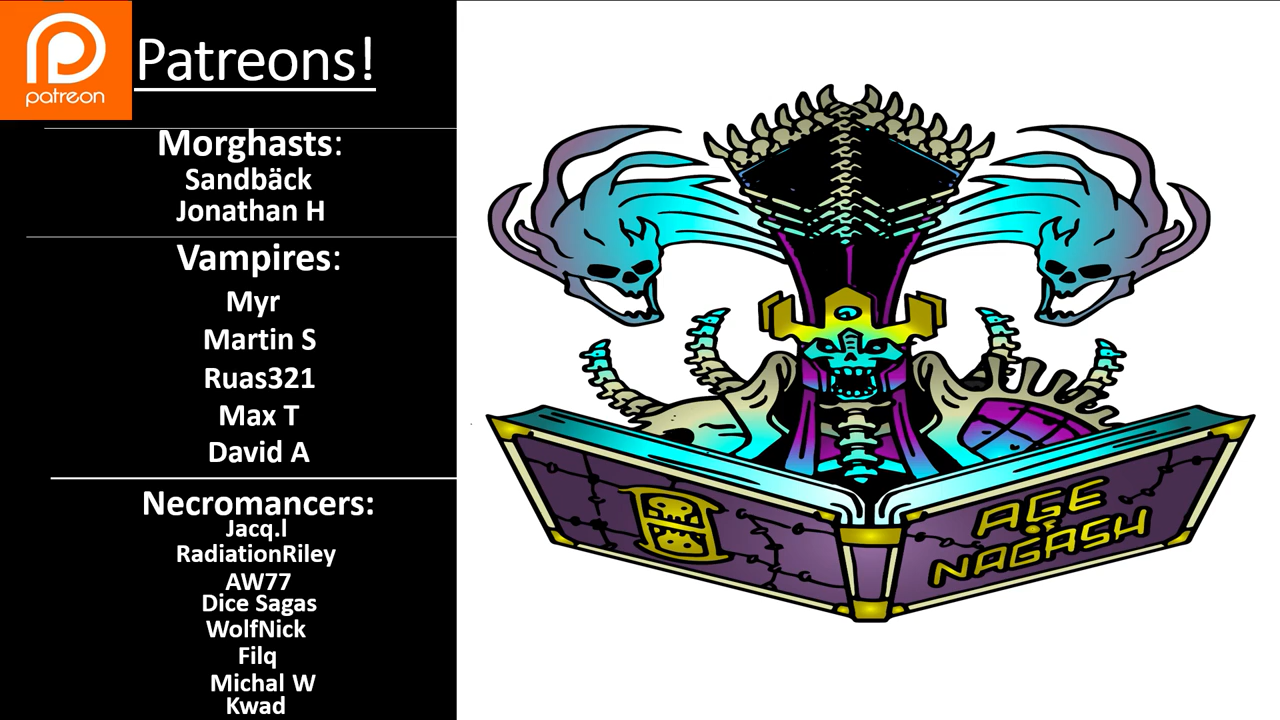 patreon
Patreons!
Morghasts:
Sandbäck
Jonathan H
Vampires:
Myr
Martin S
Ruas321
Max T
David A
Necromancers:
Jacq.l
RadiationRiley
AW77
Dice Sagas
WolfNick
Filq
Michal W
Kwad
AGE
OF
NAGASH